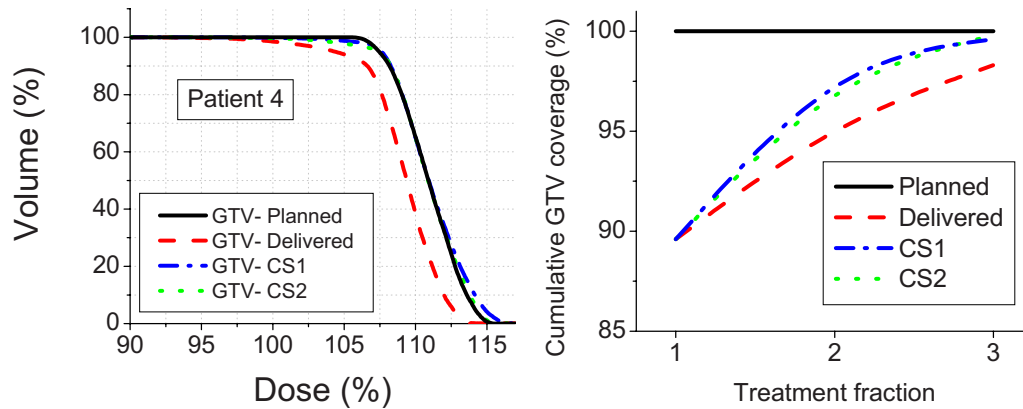 Volume (%)
100
80
60
40
20
0
Patient 4
GTV- Planned
GTV- Delivered
GTV- CS1
GTV- CS2
90
95
100
105
110
115
Dose (%)
Cumulative GTV coverage (%)
100
95
90
85
Planned
Delivered
CS1
CS2
1
2
3
Treatment fraction